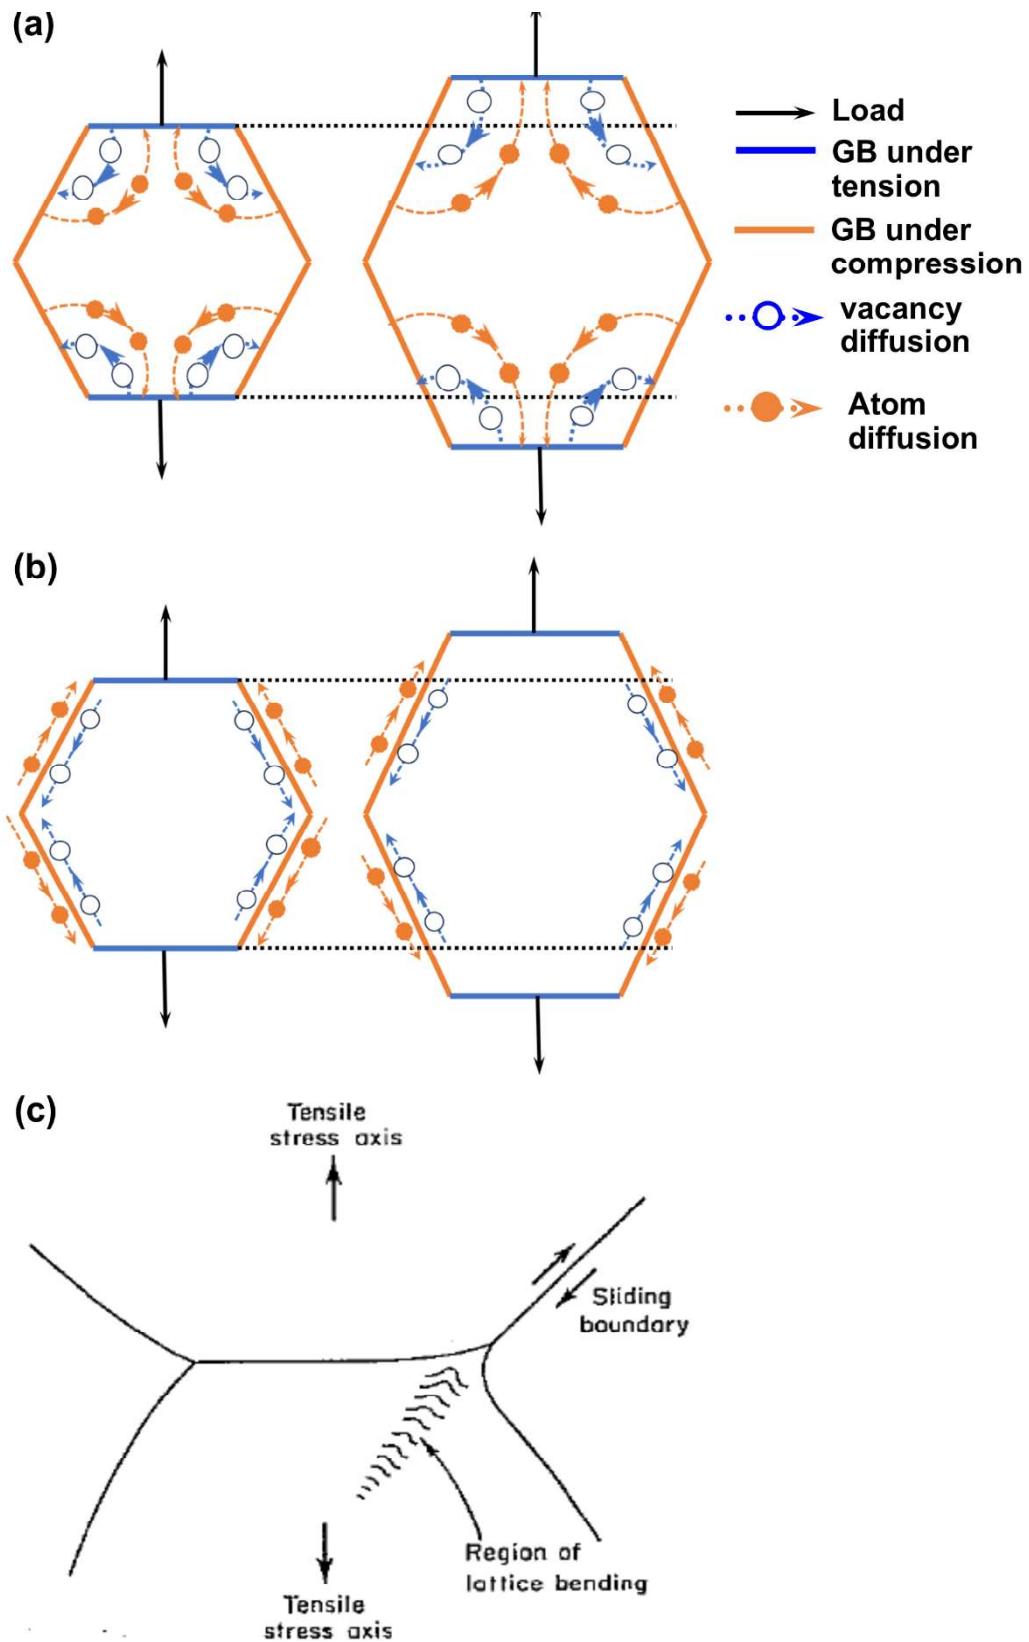 (a)
Load
GB under
tension
GB under
compression
vacancy
diffusion
Atom
diffusion
(b)
(c)
Tensile
stress axis
Sliding
boundary
Region of
lattice bending
Tensile
stress axis